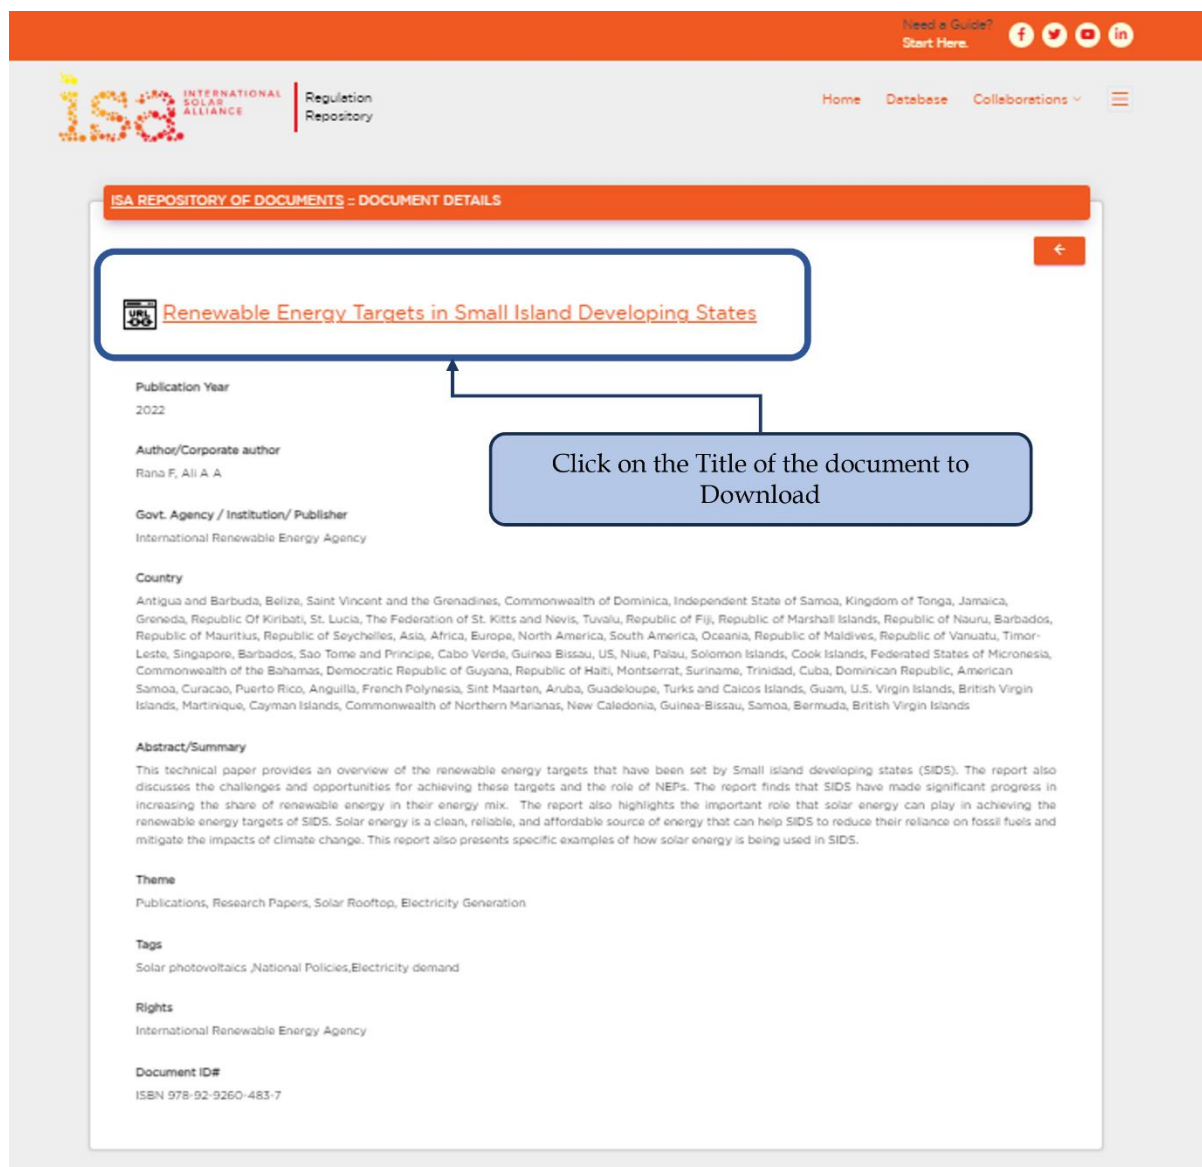 Need a Guide?
Start Here.
isa
INTERNATIONAL
SOLAR
ALLIANCE
Regulation
Repository
Home Database Collaborations
ISA REPOSITORY OF DOCUMENTS :: DOCUMENT DETAILS
URL
Renewable Energy Targets in Small Island Developing States
Publication Year
2022
Author/Corporate author
Rana F, Ali A A
Click on the Title of the document to
Download
Govt. Agency / Institution/ Publisher
International Renewable Energy Agency
Country
Antigua and Barbuda, Belize, Saint Vincent and the Grenadines, Commonwealth of Dominica, Independent State of Samoa, Kingdom of Tonga, Jamaica,
Greneda, Republic Of Kiribati, St. Lucia, The Federation of St. Kitts and Nevis, Tuvalu, Republic of Fiji, Republic of Marshall Islands, Republic of Nauru, Barbados,
Republic of Mauritius, Republic of Seychelles, Asia, Africa, Europe, North America, South America, Oceania, Republic of Maldives, Republic of Vanuatu, Timor-
Leste, Singapore, Barbados, Sao Tome and Principe, Cabo Verde, Guinea Bissau, US, Niue, Palau, Solomon Islands, Cook Islands, Federated States of Micronesia,
Commonwealth of the Bahamas, Democratic Republic of Guyana, Republic of Haiti, Montserrat, Suriname, Trinidad, Cuba, Dominican Republic, American
Samoa, Curacao, Puerto Rico, Anguilla, French Polynesia, Sint Maarten, Aruba, Guadeloupe, Turks and Caicos Islands, Guam, U.S. Virgin Islands, British Virgin
Islands, Martinique, Cayman Islands, Commonwealth of Northern Marianas, New Caledonia, Guinea-Bissau, Samoa, Bermuda, British Virgin Islands
Abstract/Summary
This technical paper provides an overview of the renewable energy targets that have been set by Small island developing states (SIDS). The report also
discusses the challenges and opportunities for achieving these targets and the role of NEPs. The report finds that SIDS have made significant progress in
increasing the share of renewable energy in their energy mix. The report also highlights the important role that solar energy can play in achieving the
renewable energy targets of SIDS. Solar energy is a clean, reliable, and affordable source of energy that can help SIDS to reduce their reliance on fossil fuels and
mitigate the impacts of climate change. This report also presents specific examples of how solar energy is being used in SIDS.
Theme
Publications, Research Papers, Solar Rooftop, Electricity Generation
Tags
Solar photovoltaics ,National Policies,Electricity demand
Rights
International Renewable Energy Agency
Document ID#
ISBN 978-92-9260-483-7